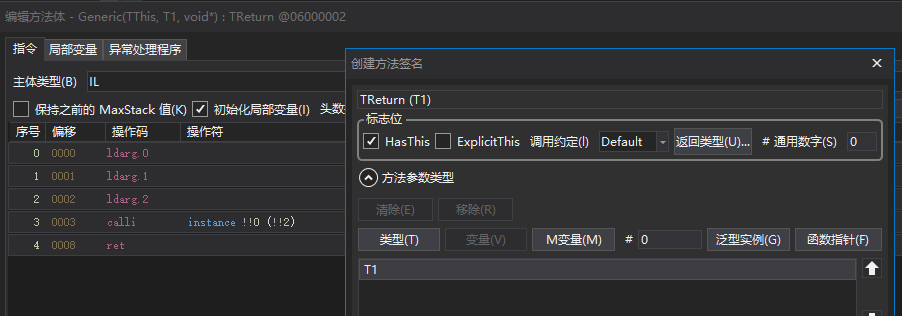 编辑方法体 - Generic(TThis, T1, void*) : TReturn @06000002
指令 局部变量 异常处理程序
主体类型(B) IL
保持之前的 MaxStack 值(K) 初始化局部变量(I) 头数
序号 偏移 操作码 操作符
0 0000 ldarg.0
1 0001 ldarg.1
2 0002 ldarg.2
3 0003 calli instance !!0 (!!2)
4 0008 ret
创建方法签名
TReturn (T1)
标志位
HasThis ExplicitThis 调用约定(l) Default 返回类型(U)... # 通用数字(S) 0
方法参数类型
清除(E) 移除(R)
类型(T) 变量(V) M变量(M) # 0 泛型实例(G) 函数指针(F)
T1